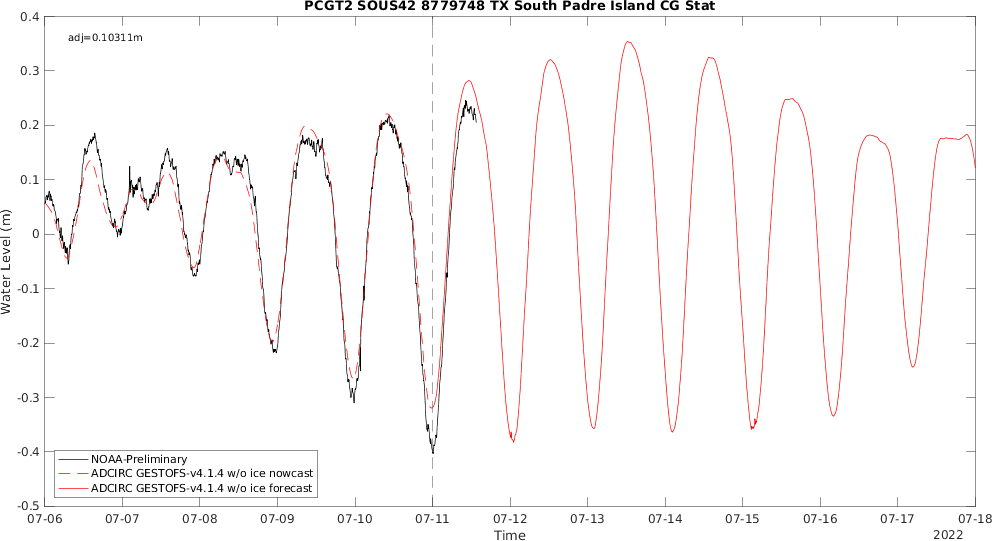 PCGT2 SOUS42 8779748 TX South Padre Island CG Stat
adj=0.10311m
0.4
0.3
0.2
0.1
0
-0.1
-0.2
-0.3
-0.4
-0.5
Water Level (m)
NOAA-Preliminary
ADCIRC GESTOFS-v4.1.4 w/o ice nowcast
ADCIRC GESTOFS-v4.1.4 w/o ice forecast
07-06 07-07 07-08 07-09 07-10 07-11 07-12 07-13 07-14 07-15 07-16 07-17 07-18
Time
2022